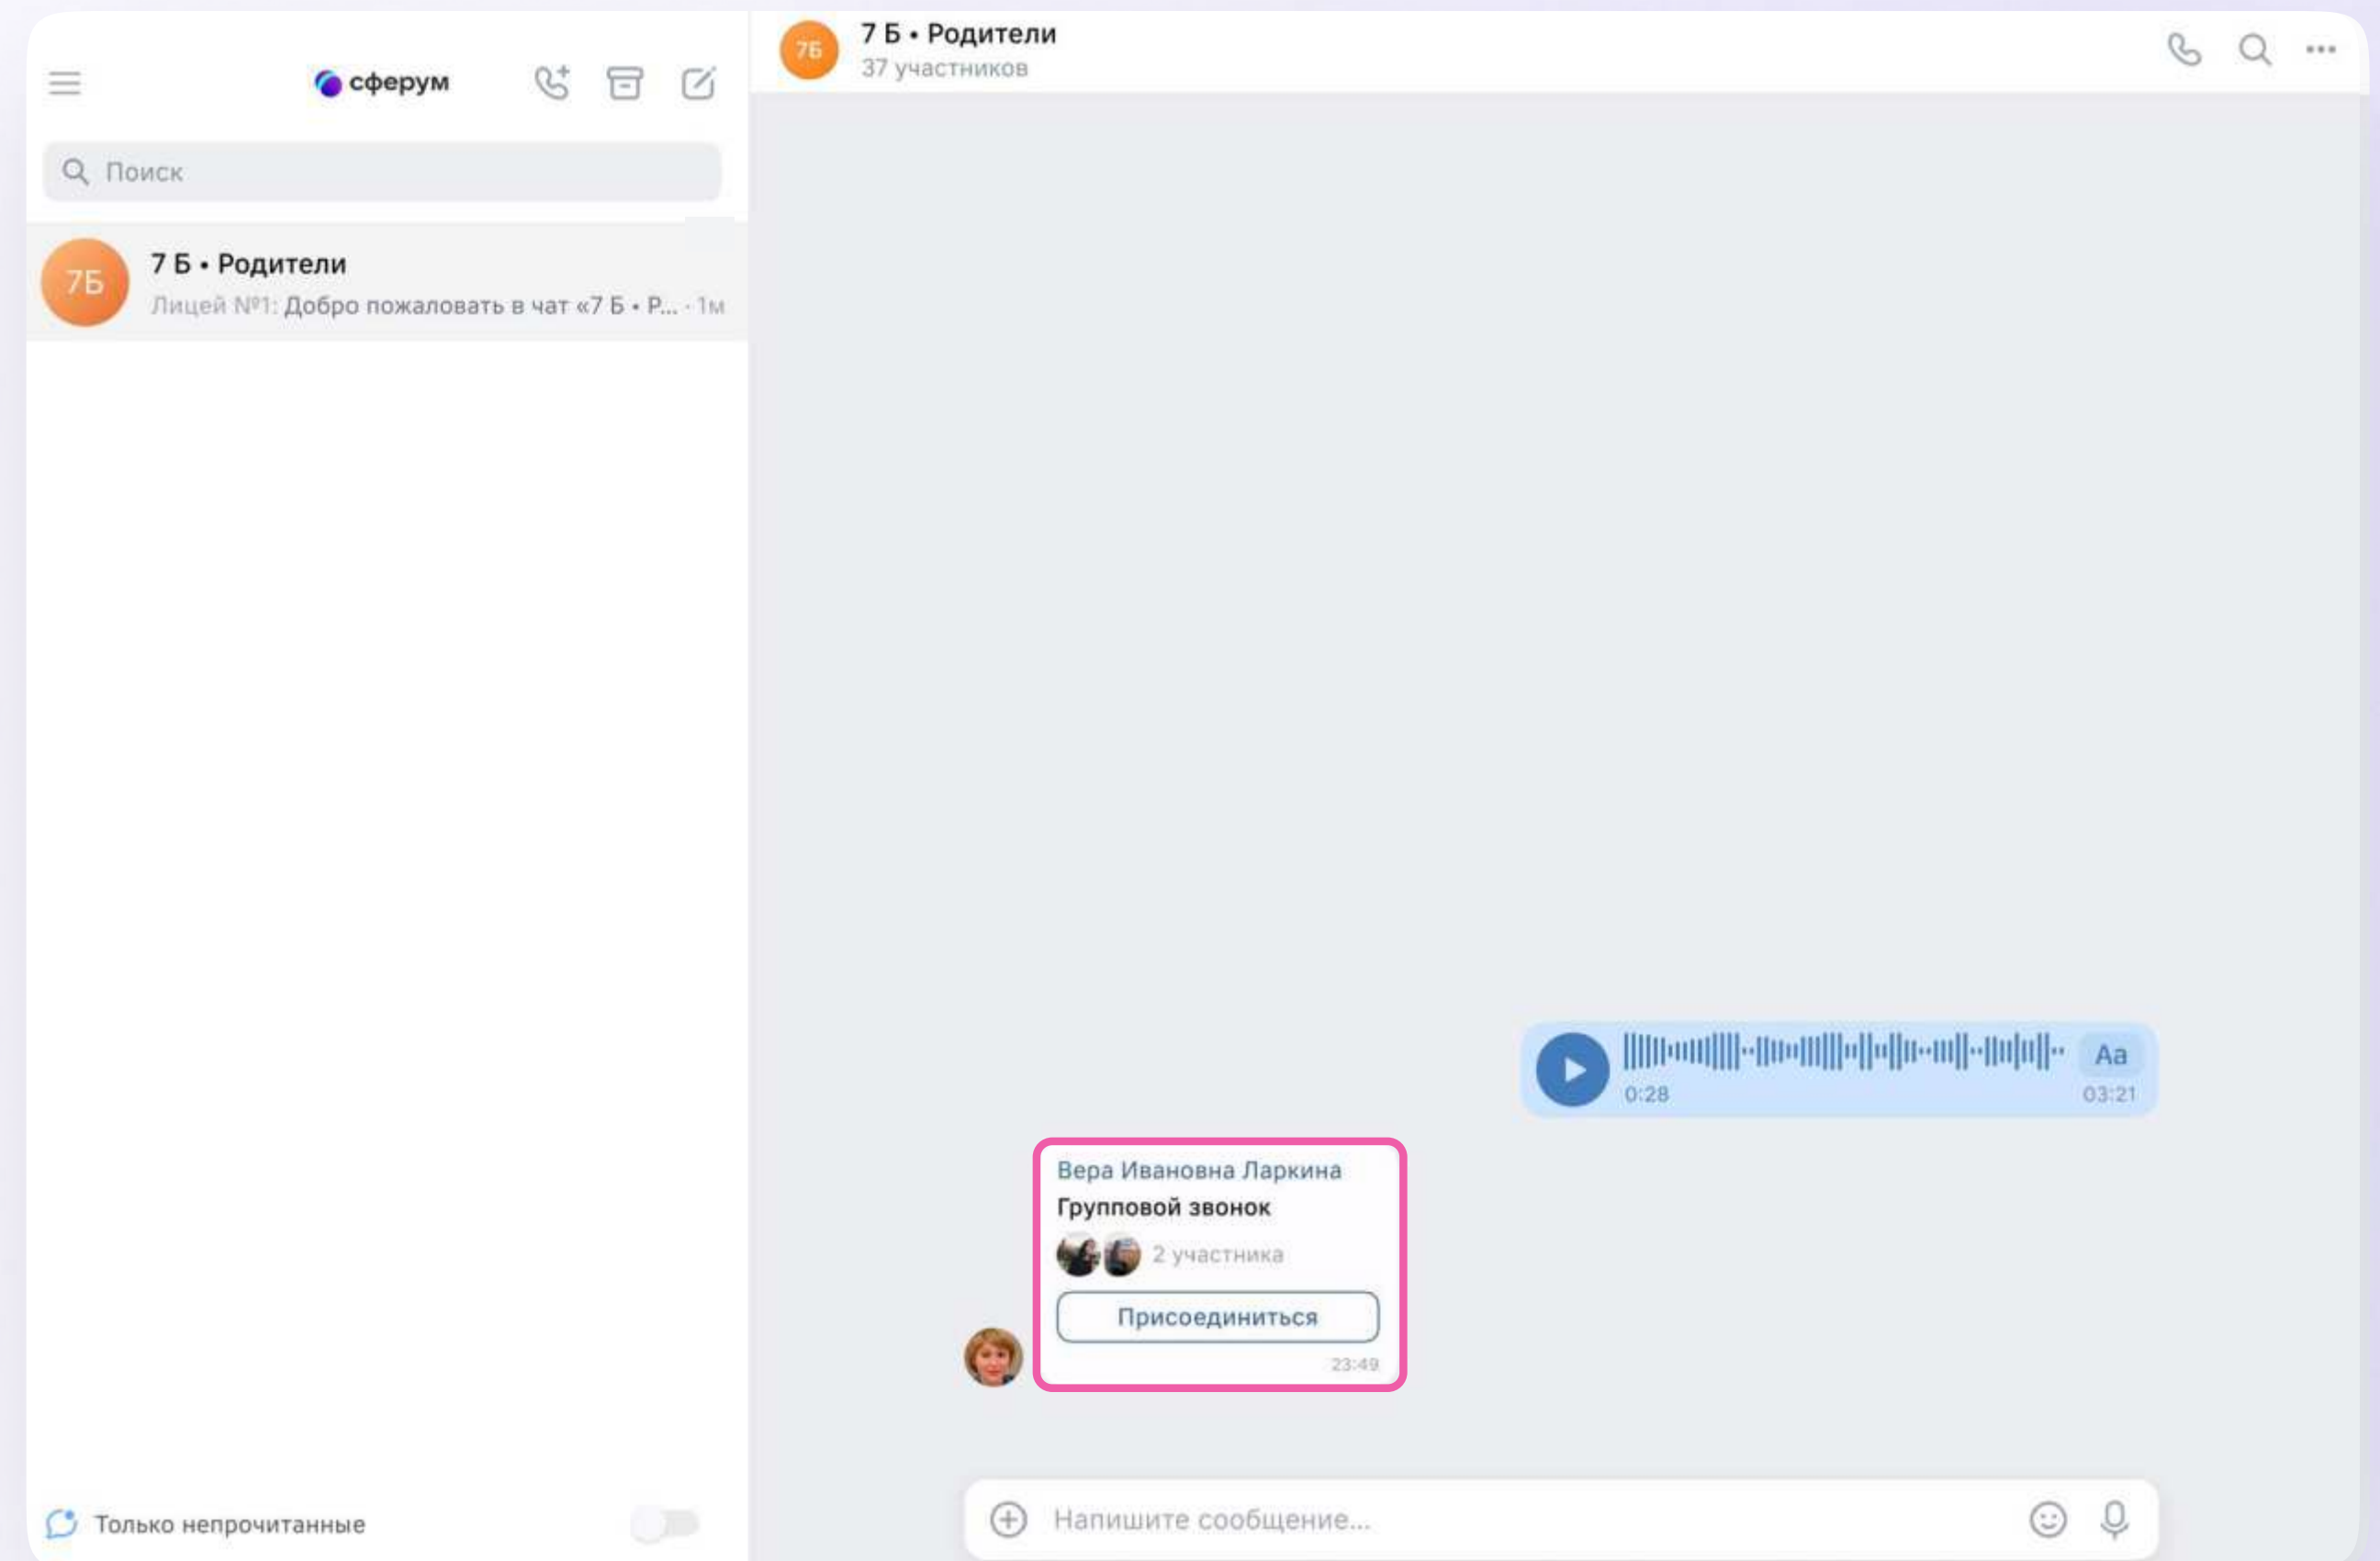 сферум
Поиск
7Б
7 Б • Родители
Лицей №1: Добро пожаловать в чат «7 Б • Р... · 1м
Только непрочитанные
7Б
7 Б • Родители
37 участников
Aa
0:28
03:21
Вера Ивановна Ларкина
Групповой звонок
2 участника
Присоединиться
23:49
Напишите сообщение...